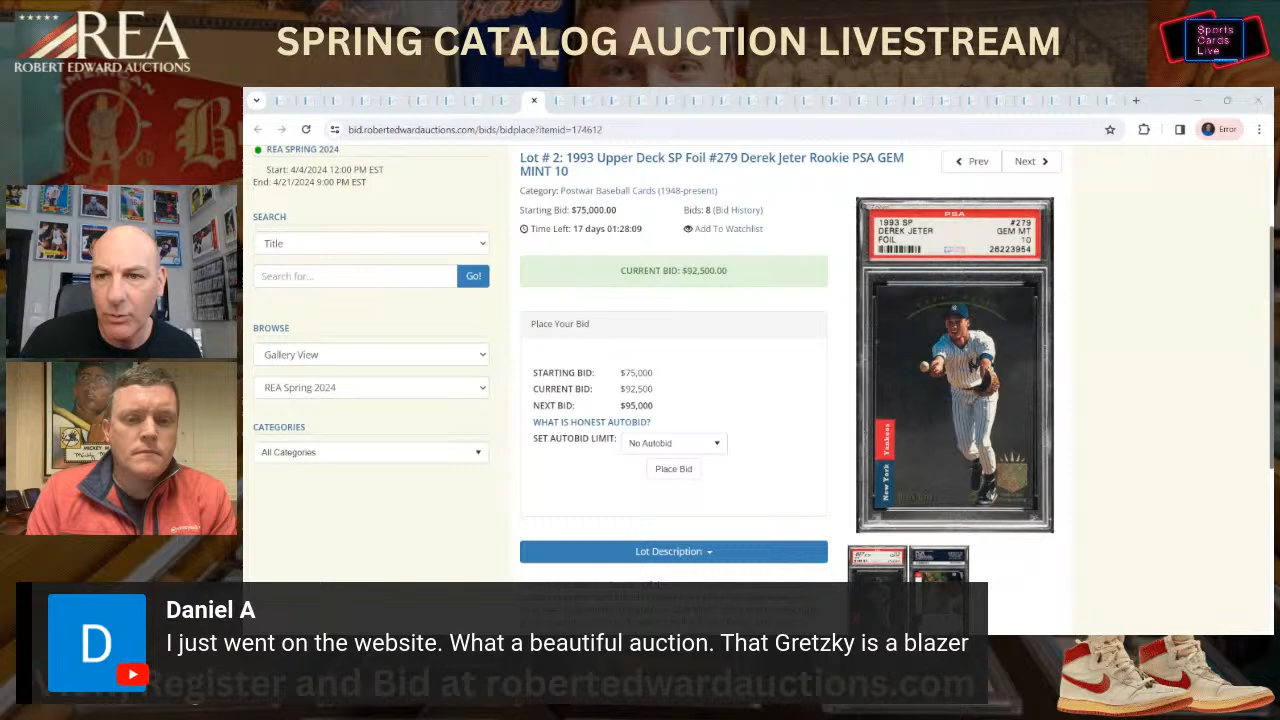 REA
ROBERT EDWARD AUCTIONS
SPRING CATALOG AUCTION LIVESTREAM
Sports
Cards
Live
bid.robertedwardauctions.com/bids/bidplace?itemid=174612
Error
REA SPRING 2024
Start: 4/4/2024 12:00 PM EST
End: 4/21/2024 9:00 PM EST
SEARCH
Title
Search for...
Go!
BROWSE
Gallery View
REA Spring 2024
CATEGORIES
All Categories
Lot # 2: 1993 Upper Deck SP Foil #279 Derek Jeter Rookie PSA GEM
MINT 10
Prev
Next
Category: Postwar Baseball Cards (1948-present)
Starting Bid: $75,000.00
Bids: 8 (Bid History)
Time Left: 17 days 01:28:09
Add To Watchlist
CURRENT BID: $92,500.00
Place Your Bid
STARTING BID: $75,000
CURRENT BID: $92,500
NEXT BID: $95,000
WHAT IS HONEST AUTOBID?
SET AUTOBID LIMIT: No Autobid
Place Bid
Lot Description
PSA
1993 SP #279
DEREK JETER GEM MT
FOIL 10
26223954
Yankees
New York
MICKEY
D
Daniel A
I just went on the website. What a beautiful auction. That Gretzky is a blazer
View, Register and Bid at robertedwardauctions.com